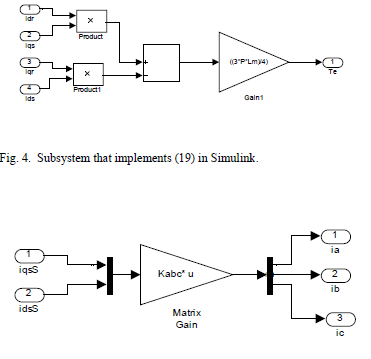 1
Idr
2
Iqs
×
Product
3
Iqr
4
Ids
×
Product1
+
-
((3*P*Lm)/4)
Gain1
1
Te
Fig. 4. Subsystem that implements (19) in Simulink.
1
iqsS
2
idsS
Kabc* u
Matrix
Gain
1
ia
2
ib
3
ic